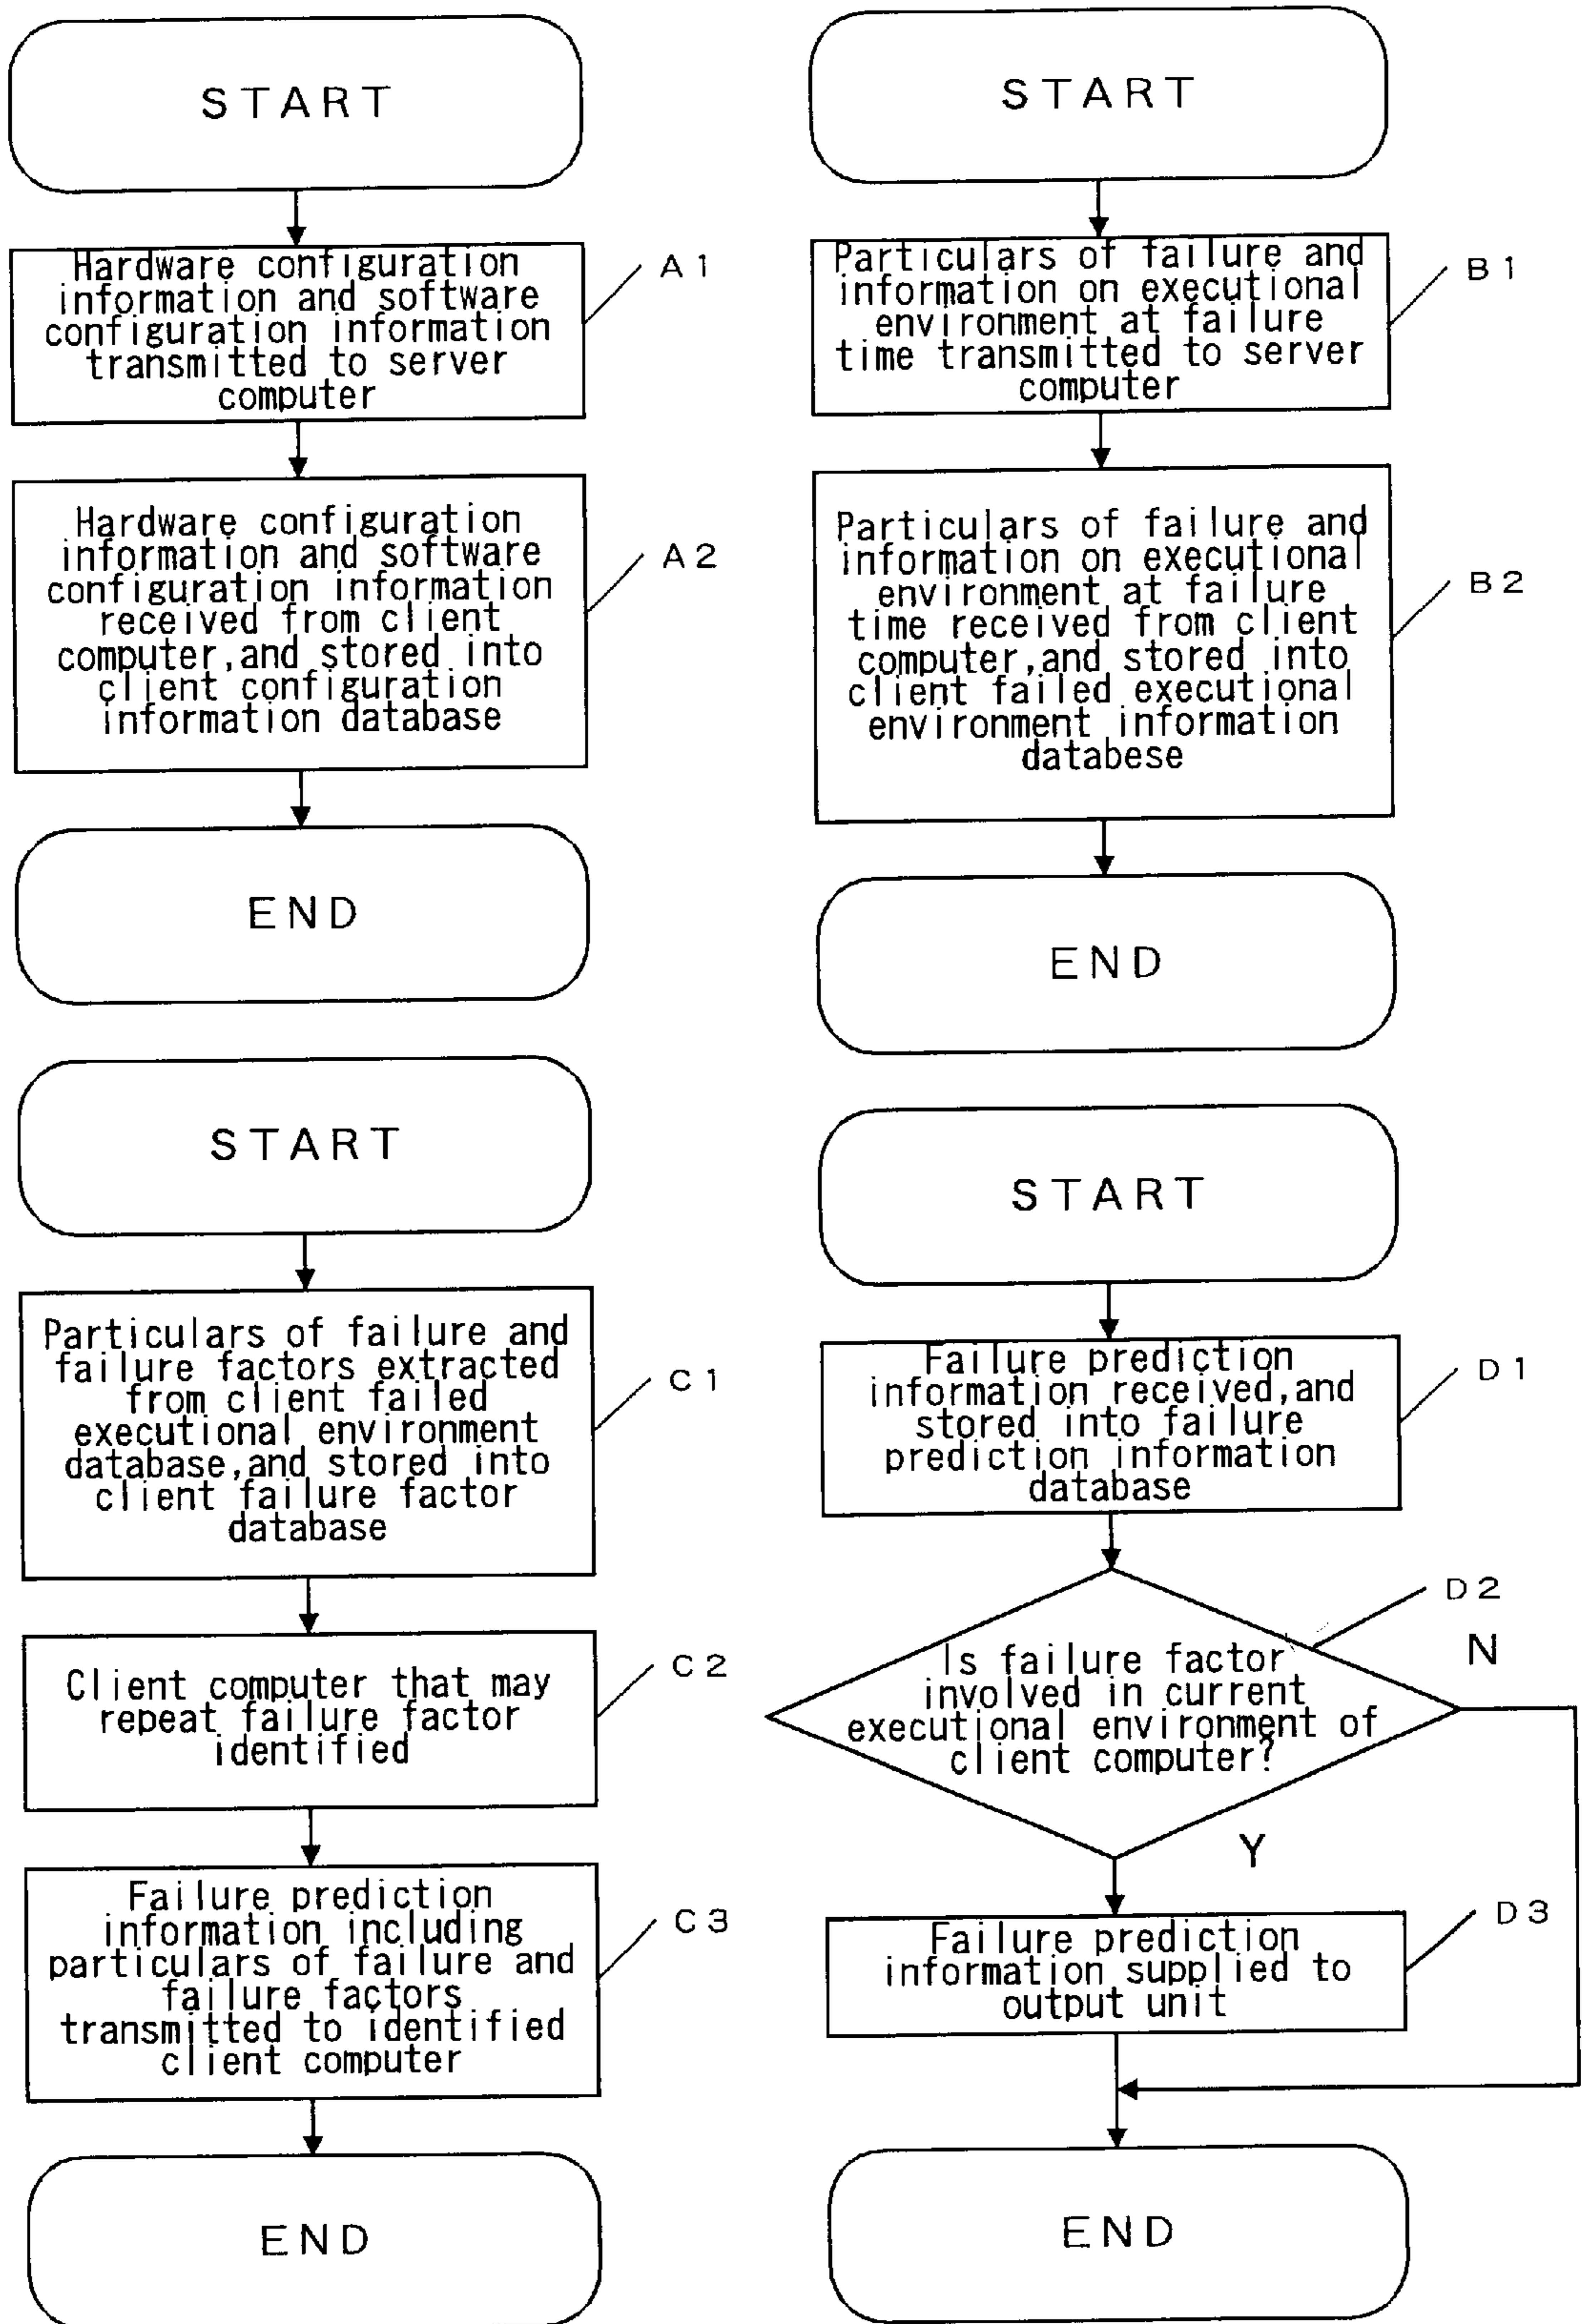 START
Hardware configuration
information and software
configuration information
transmitted to server
computer
A1
Hardware configuration
information and software
configuration information
received from client
computer,and stored into
client configuration
information database
A2
END
START
Particulars of failure and
information on executional
environment at failure
time transmitted to server
computer
B1
Particulars of failure and
information on executional
environment at failure
time received from client
computer,and stored into
client failed executional
environment information
databese
B2
END
START
Particulars of failure and
failure factors extracted
from client failed
executional environment
database,and stored into
client failure factor
database
C1
Client computer that may
repeat failure factor
identified
C2
Failure prediction
information including
particulars of failure and
failure factors
transmitted to identified
client computer
C3
END
START
Failure prediction
information received,and
stored into failure
prediction information
database
D1
Is failure factor
involved in current
executional environment of
client computer?
D2
N
Y
Failure prediction
information supplied to
output unit
D3
END